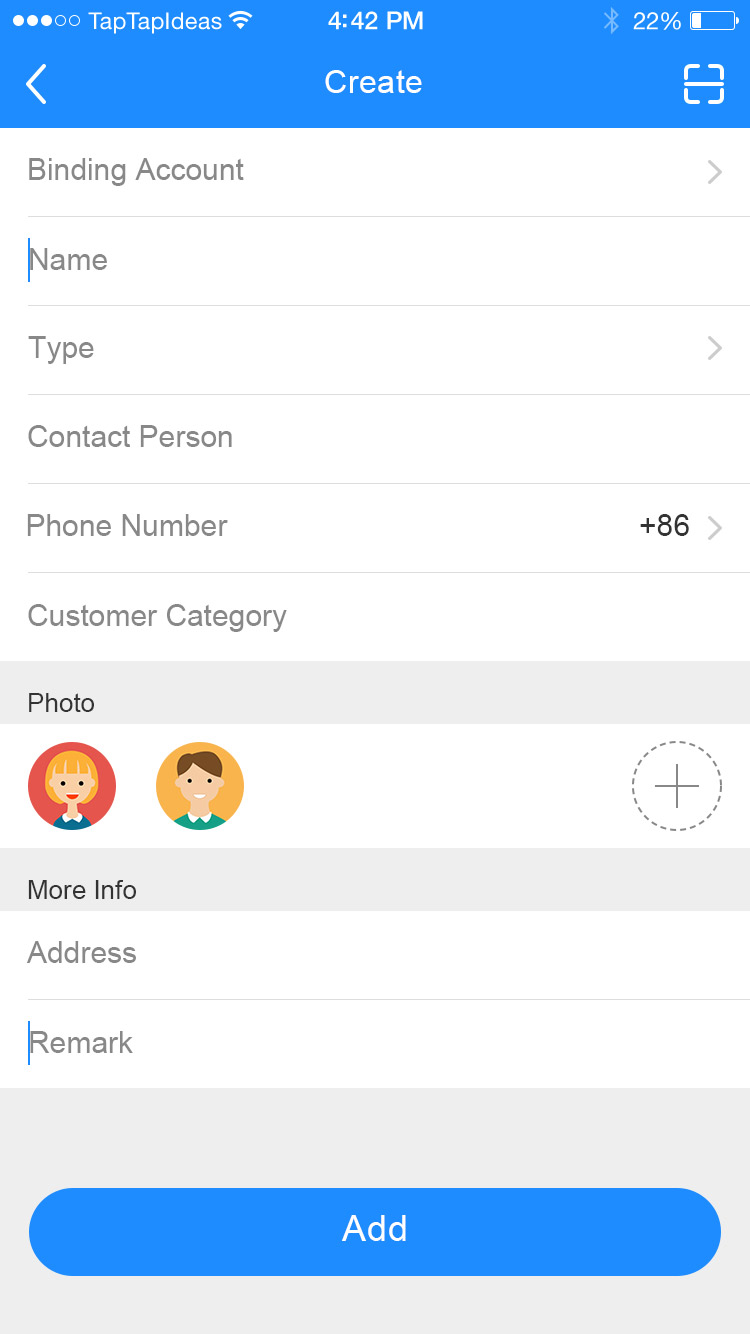 TapTapIdeas 4:42 PM 22%
Create
Binding Account
Name
Type
Contact Person
Phone Number +86
Customer Category
Photo
More Info
Address
Remark
Add